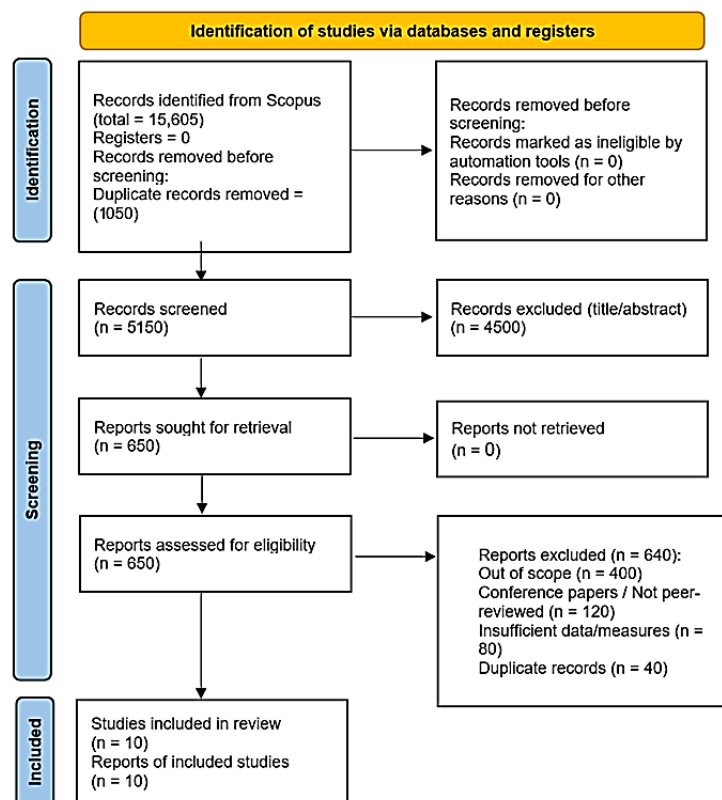 Identification of studies via databases and registers
Identification
Records identified from Scopus
(total = 15,605)
Registers = 0
Records removed before
screening:
Duplicate records removed =
(1050)
Records removed before
screening:
Records marked as ineligible by
automation tools (n = 0)
Records removed for other
reasons (n = 0)
Screening
Records screened
(n = 5150)
Records excluded (title/abstract)
(n = 4500)
Reports sought for retrieval
(n = 650)
Reports not retrieved
(n = 0)
Reports assessed for eligibility
(n = 650)
Reports excluded (n = 640):
Out of scope (n = 400)
Conference papers / Not peer-
reviewed (n = 120)
Insufficient data/measures (n =
80)
Duplicate records (n = 40)
Included
Studies included in review
(n = 10)
Reports of included studies
(n = 10)